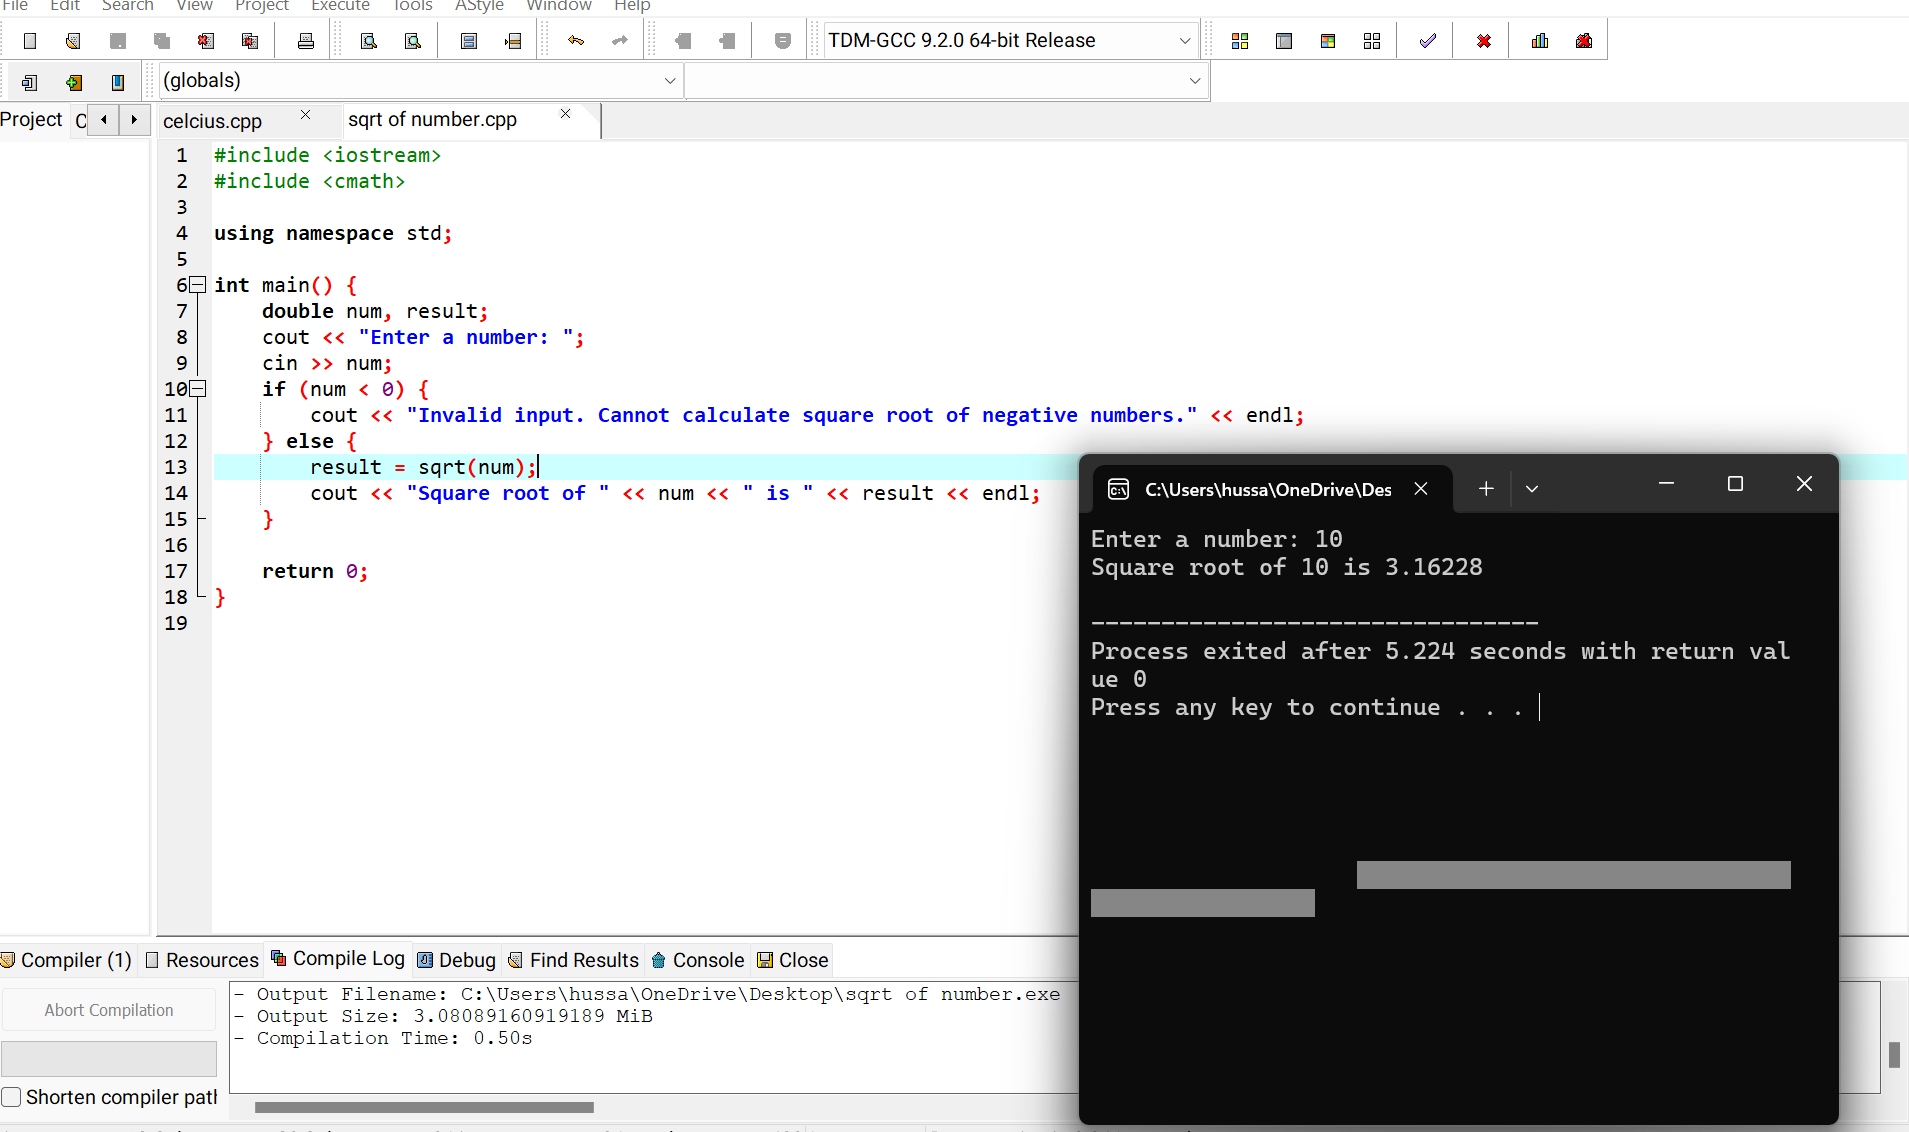 File Edit Search View Project Execute Tools AStyle Window Help
TDM-GCC 9.2.0 64-bit Release
(globals)
Project
celcius.cpp
sqrt of number.cpp
1 #include <iostream>
2 #include <cmath>
3
4 using namespace std;
5
6 int main() {
7 double num, result;
8 cout << "Enter a number: ";
9 cin >> num;
10 if (num < 0) {
11 cout << "Invalid input. Cannot calculate square root of negative numbers." << endl;
12 } else {
13 result = sqrt(num);
14 cout << "Square root of " << num << " is " << result << endl;
15 }
16
17 return 0;
18 }
19
C:\Users\hussa\OneDrive\Des
Enter a number: 10
Square root of 10 is 3.16228
--------------------------------
Process exited after 5.224 seconds with return val
ue 0
Press any key to continue . . .
Compiler (1) Resources Compile Log Debug Find Results Console Close
Abort Compilation
Shorten compiler path
- Output Filename: C:\Users\hussa\OneDrive\Desktop\sqrt of number.exe
- Output Size: 3.08089160919189 MiB
- Compilation Time: 0.50s